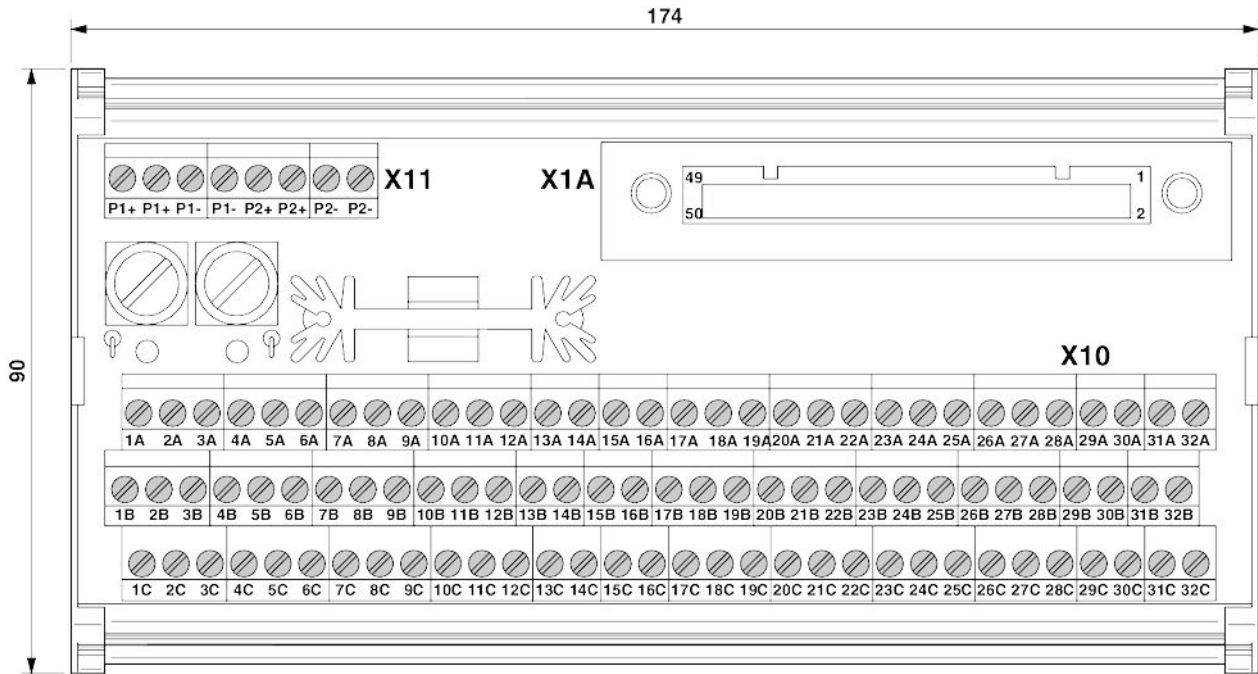 174
90
X11
X1A
49 1
P1+ P1+ P1- P1- P2+ P2+ P2- P2-
50 2
X10
1A 2A 3A 4A 5A 6A 7A 8A 9A 10A 11A 12A 13A 14A 15A 16A 17A 18A 19A 20A 21A 22A 23A 24A 25A 26A 27A 28A 29A 30A 31A 32A
1B 2B 3B 4B 5B 6B 7B 8B 9B 10B 11B 12B 13B 14B 15B 16B 17B 18B 19B 20B 21B 22B 23B 24B 25B 26B 27B 28B 29B 30B 31B 32B
1C 2C 3C 4C 5C 6C 7C 8C 9C 10C 11C 12C 13C 14C 15C 16C 17C 18C 19C 20C 21C 22C 23C 24C 25C 26C 27C 28C 29C 30C 31C 32C